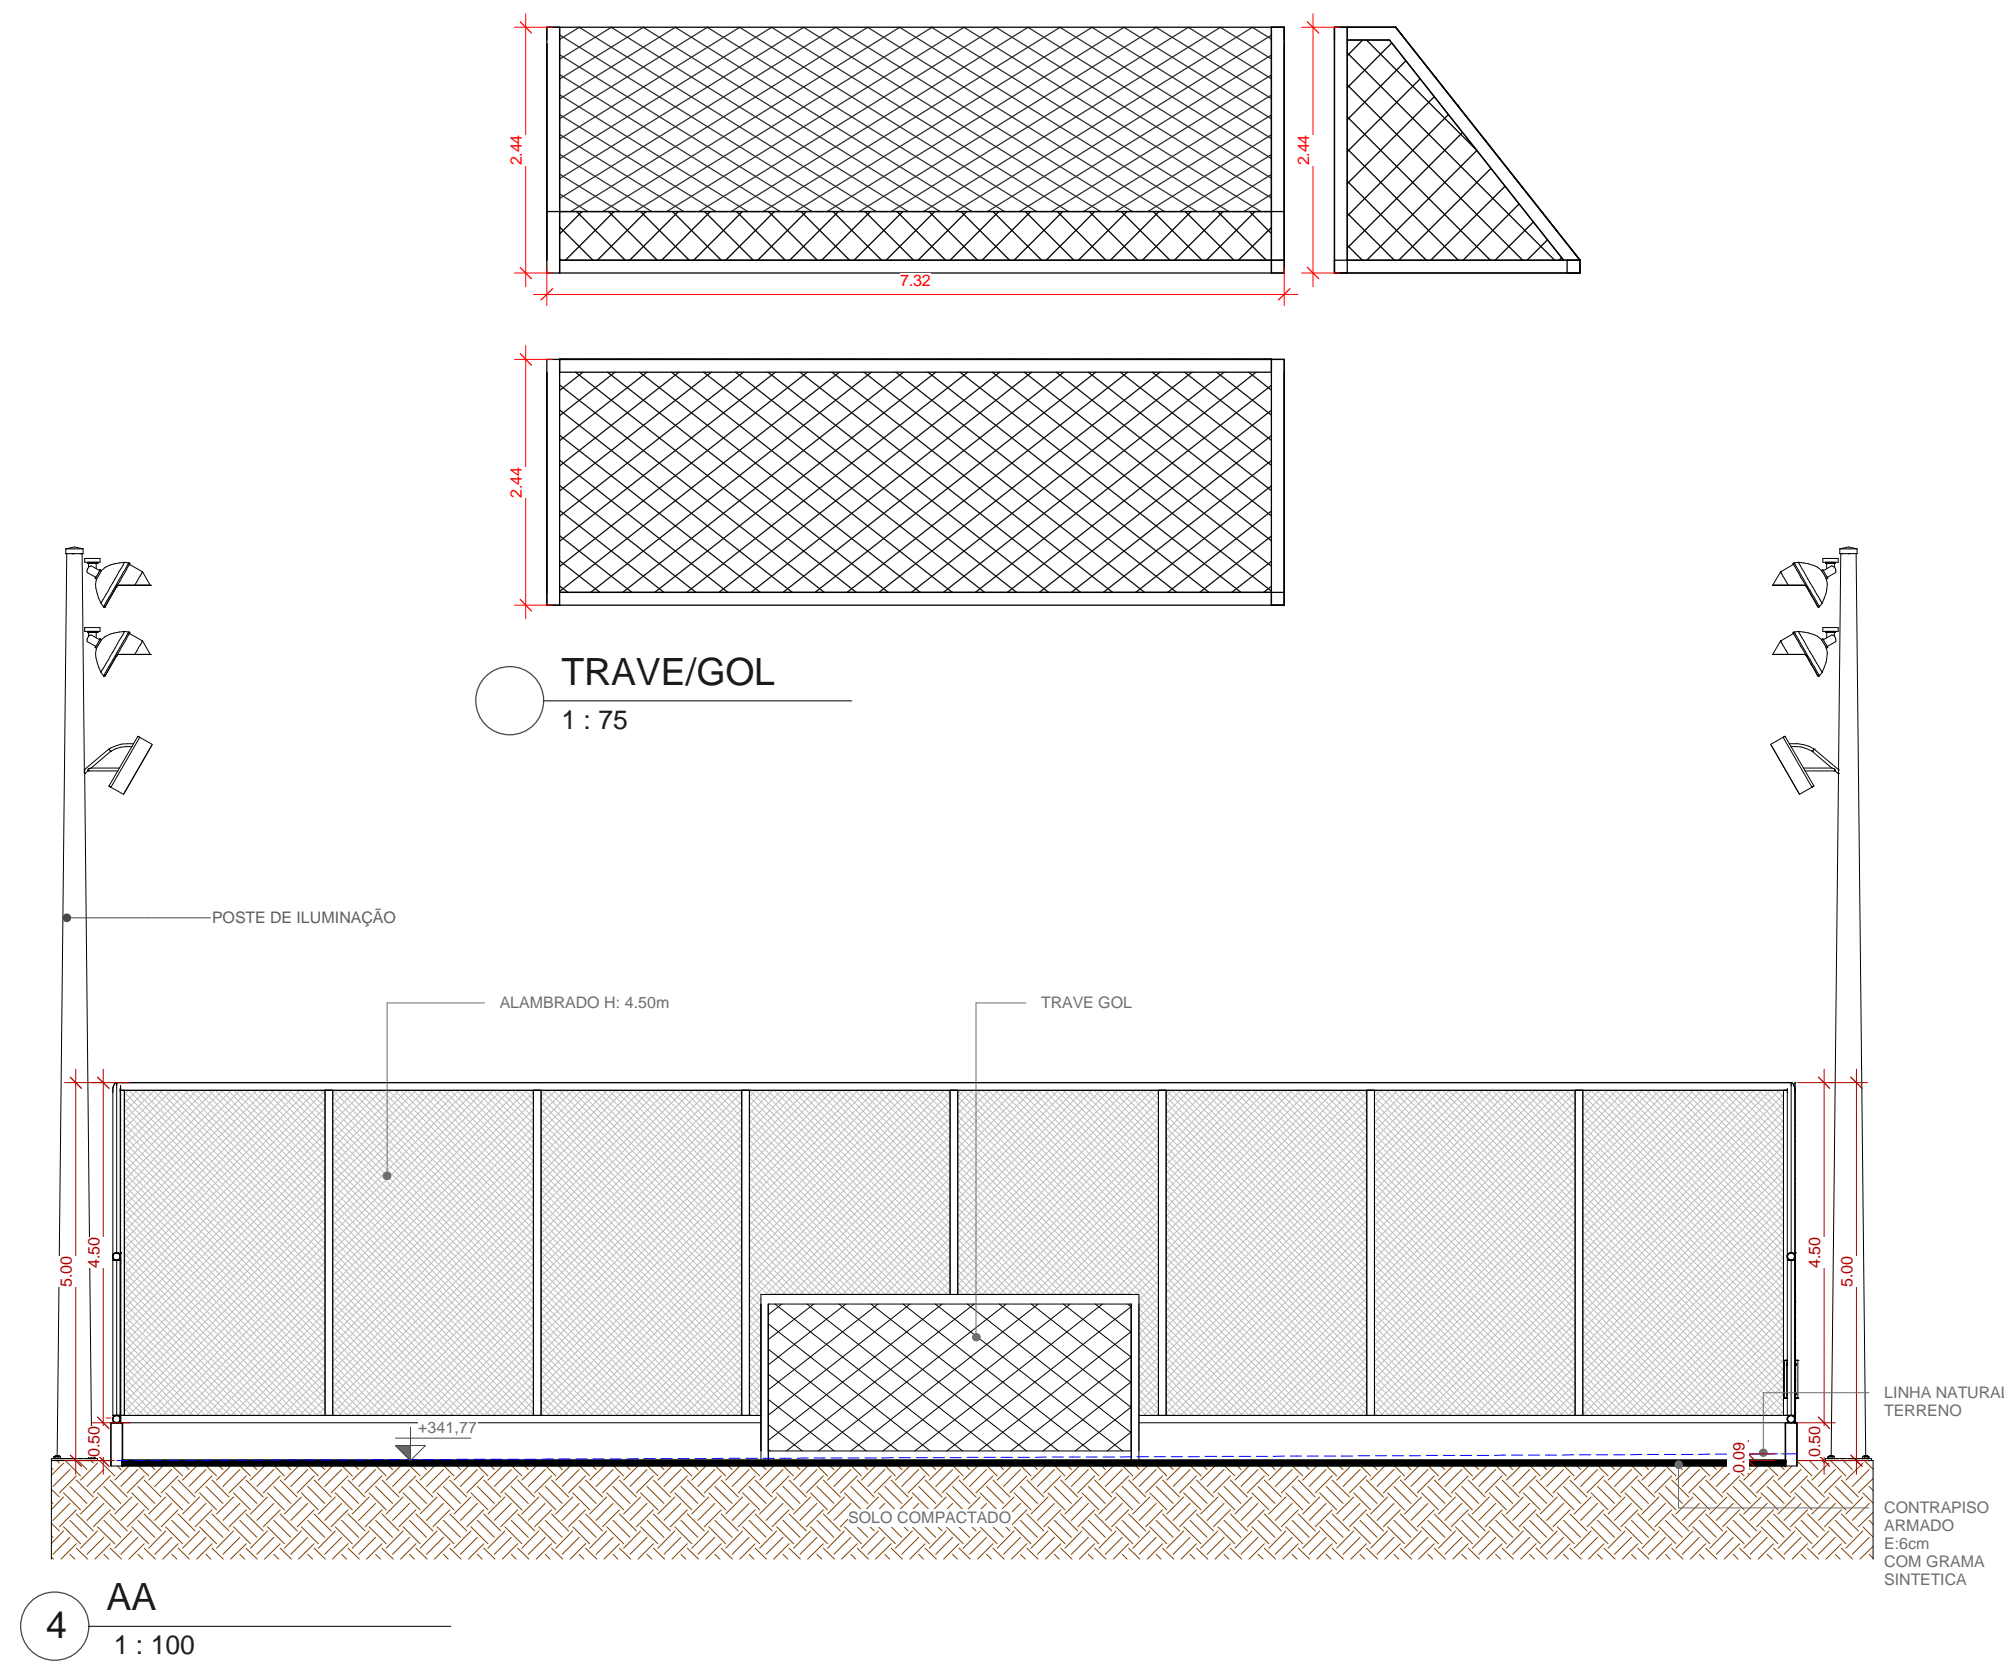 2.44
2.44
7.32
2.44
TRAVE/GOL
1 : 75
POSTE DE ILUMINAÇÃO
ALAMBRADO H: 4.50m
TRAVE GOL
5.00
4.50
4.50
5.00
0.50
+341,77
0.09
0.50
LINHA NATURAL
TERRENO
SOLO COMPACTADO
CONTRAPISO
ARMADO
E:6cm
COM GRAMA
SINTETICA
4
AA
1 : 100